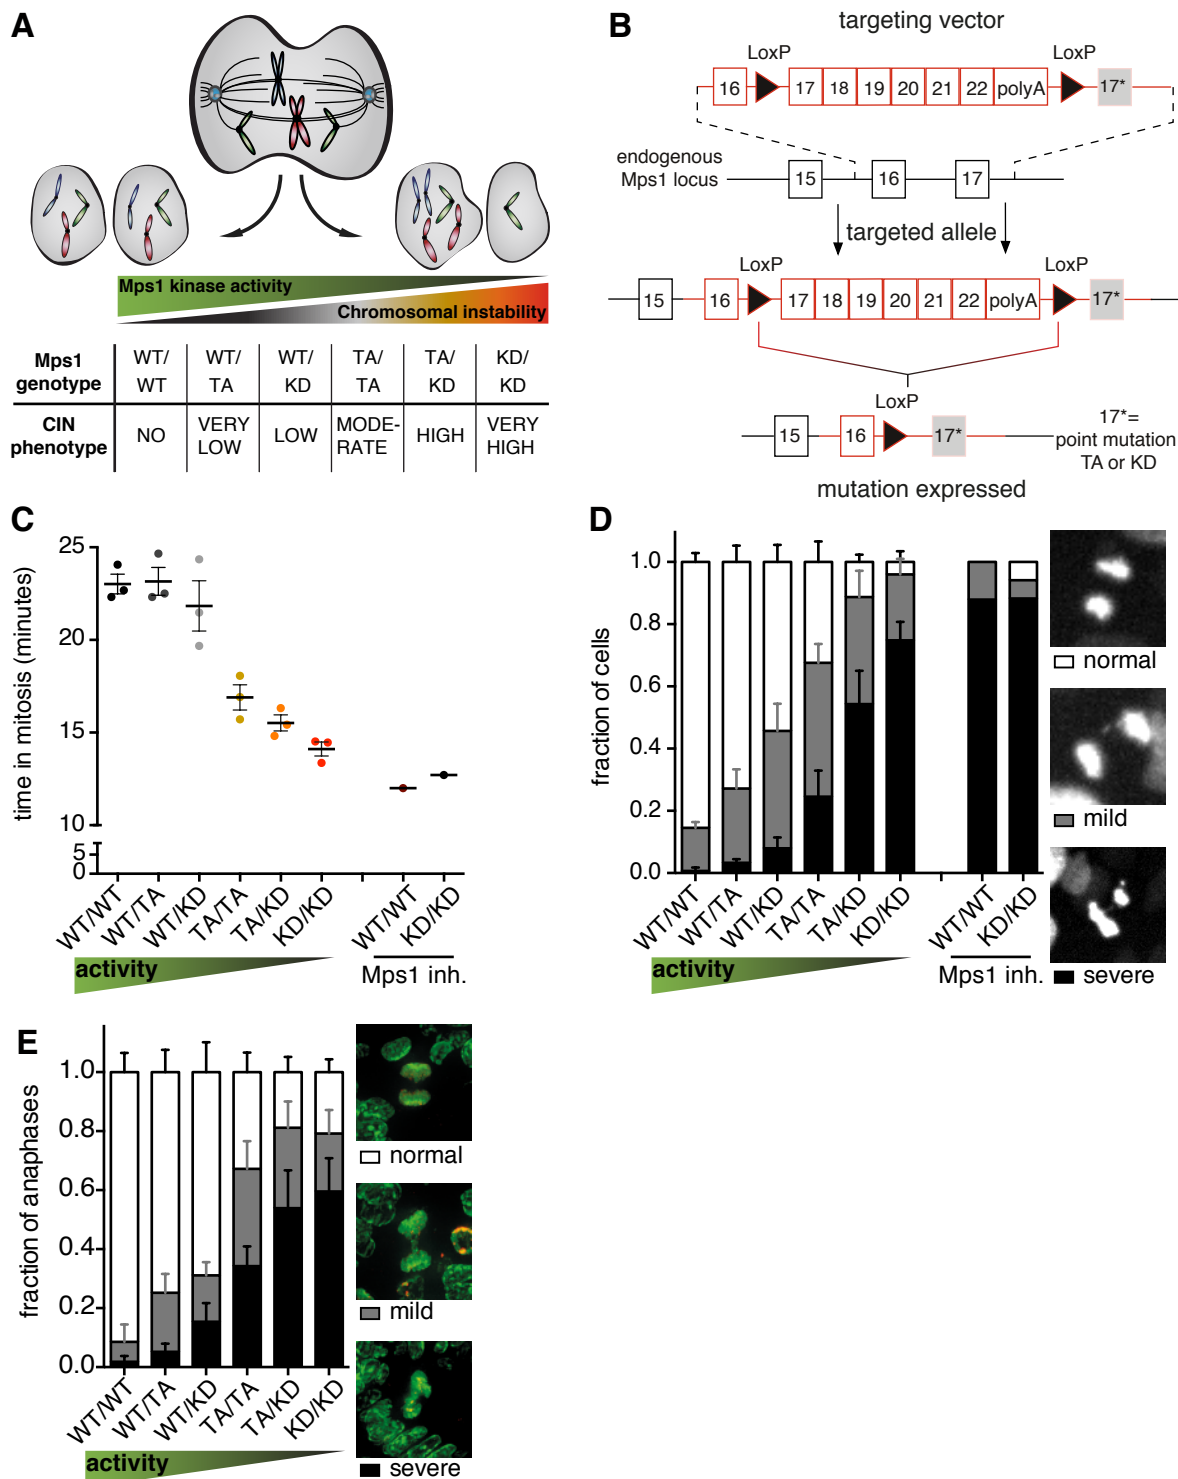 A
Mps1 kinase activity
Chromosomal instability
Mps1 genotype WT/WT WT/TA WT/KD TA/TA TA/KD KD/KD
CIN phenotype NO VERY LOW LOW MODE-RATE HIGH VERY HIGH
B
targeting vector
LoxP LoxP
16 17 18 19 20 21 22 polyA 17*
endogenous
Mps1 locus
15 16 17
targeted allele
LoxP LoxP
15 16 17 18 19 20 21 22 polyA 17*
LoxP
15 16 17*
17*=
point mutation
TA or KD
mutation expressed
C
time in mitosis (minutes)
25
20
15
10
5
0
WT/WT WT/TA WT/KD TA/TA TA/KD KD/KD WT/WT KD/KD
activity
Mps1 inh.
D
fraction of cells
1.0
0.8
0.6
0.4
0.2
0.0
WT/WT WT/TA WT/KD TA/TA TA/KD KD/KD WT/WT KD/KD
activity
Mps1 inh.
normal
mild
severe
E
fraction of anaphases
1.0
0.8
0.6
0.4
0.2
0.0
WT/WT WT/TA WT/KD TA/TA TA/KD KD/KD
activity
normal
mild
severe